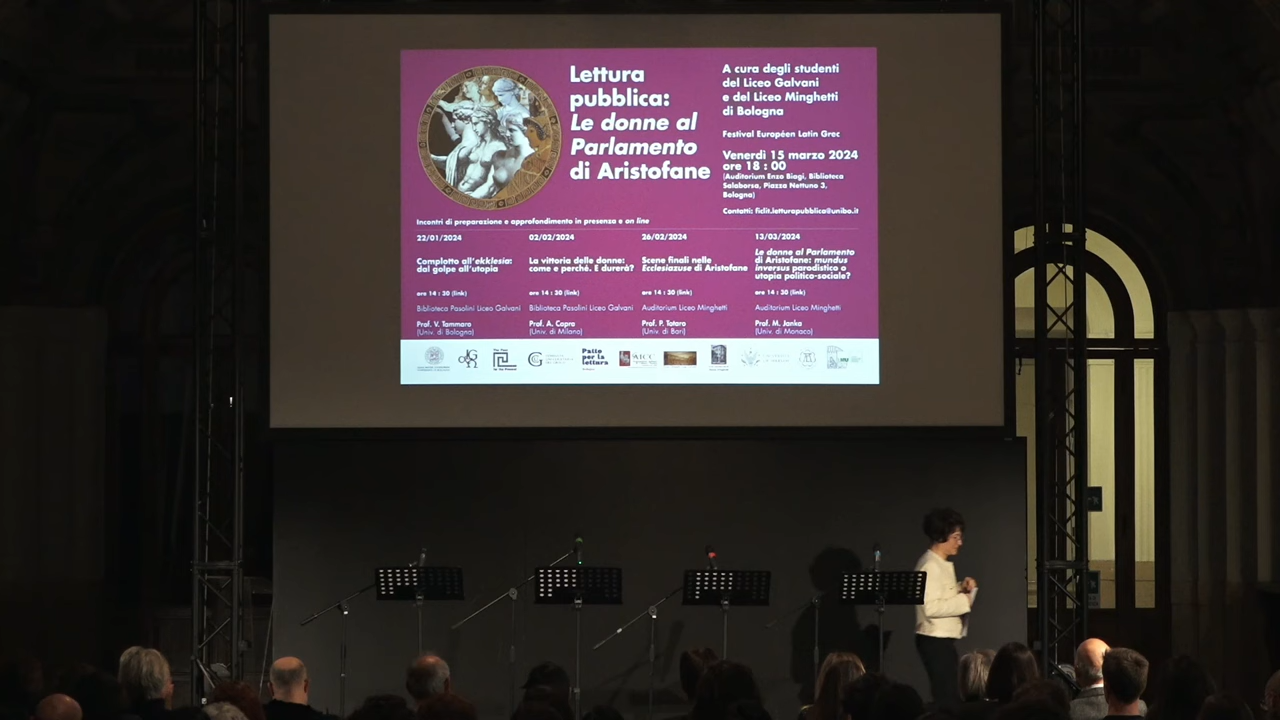 Lettura
pubblica:
Le donne al
Parlamento
di Aristofane
A cura degli studenti
del Liceo Galvani
e del Liceo Minghetti
di Bologna
Festival Européen Latin Grec
Venerdì 15 marzo 2024
ore 18 : 00
(Auditorium Enzo Biagi, Biblioteca
Salaborsa, Piazza Nettuno 3,
Bologna)
Contatti: ficlit.letturapubblica@unibo.it
Incontri di preparazione e approfondimento in presenza e on line
22/01/2024
Complotto all'ekklesia:
dal golpe all'utopia
ore 14 : 30 (link)
Biblioteca Pasolini Liceo Galvani
Prof. V. Tammaro
(Univ. di Bologna)
02/02/2024
La vittoria delle donne:
come e perché. E durerà?
ore 14 : 30 (link)
Biblioteca Pasolini Liceo Galvani
Prof. A. Capra
(Univ. di Milano)
26/02/2024
Scene finali nelle
Ecclesiazuse di Aristofane
ore 14 : 30 (link)
Auditorium Liceo Minghetti
Prof. P. Totaro
(Univ. di Bari)
13/03/2024
Le donne al Parlamento
di Aristofane: mundus
inversus parodistico o
utopia politico-sociale?
ore 14 : 30 (link)
Auditorium Liceo Minghetti
Prof. M. Janka
(Univ. di Monaco)
Patto
per la
lettura